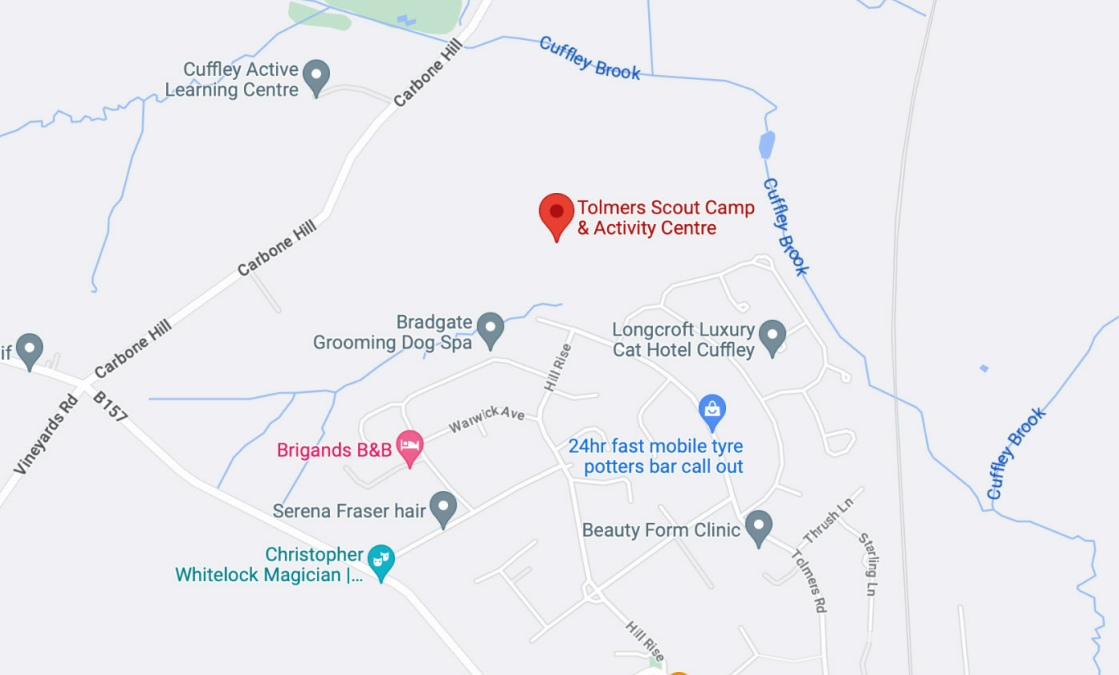 Cuffley Brook
Carbone Hill
Cuffley Active
Learning Centre
Tolmers Scout Camp
& Activity Centre
Cuffley Brook
Carbone Hill
Bradgate
Grooming Dog Spa
Longcroft Luxury
Cat Hotel Cuffley
if
Carbone Hill
Hill Rise
B157
Vineyards Rd
Warwick Ave
Brigands B&B
24hr fast mobile tyre
potters bar call out
Cuffley Brook
Serena Fraser hair
Beauty Form Clinic
Thrush Ln
Starling Ln
Christopher
Whitelock Magician |...
Tolmers Rd
Hill Rise